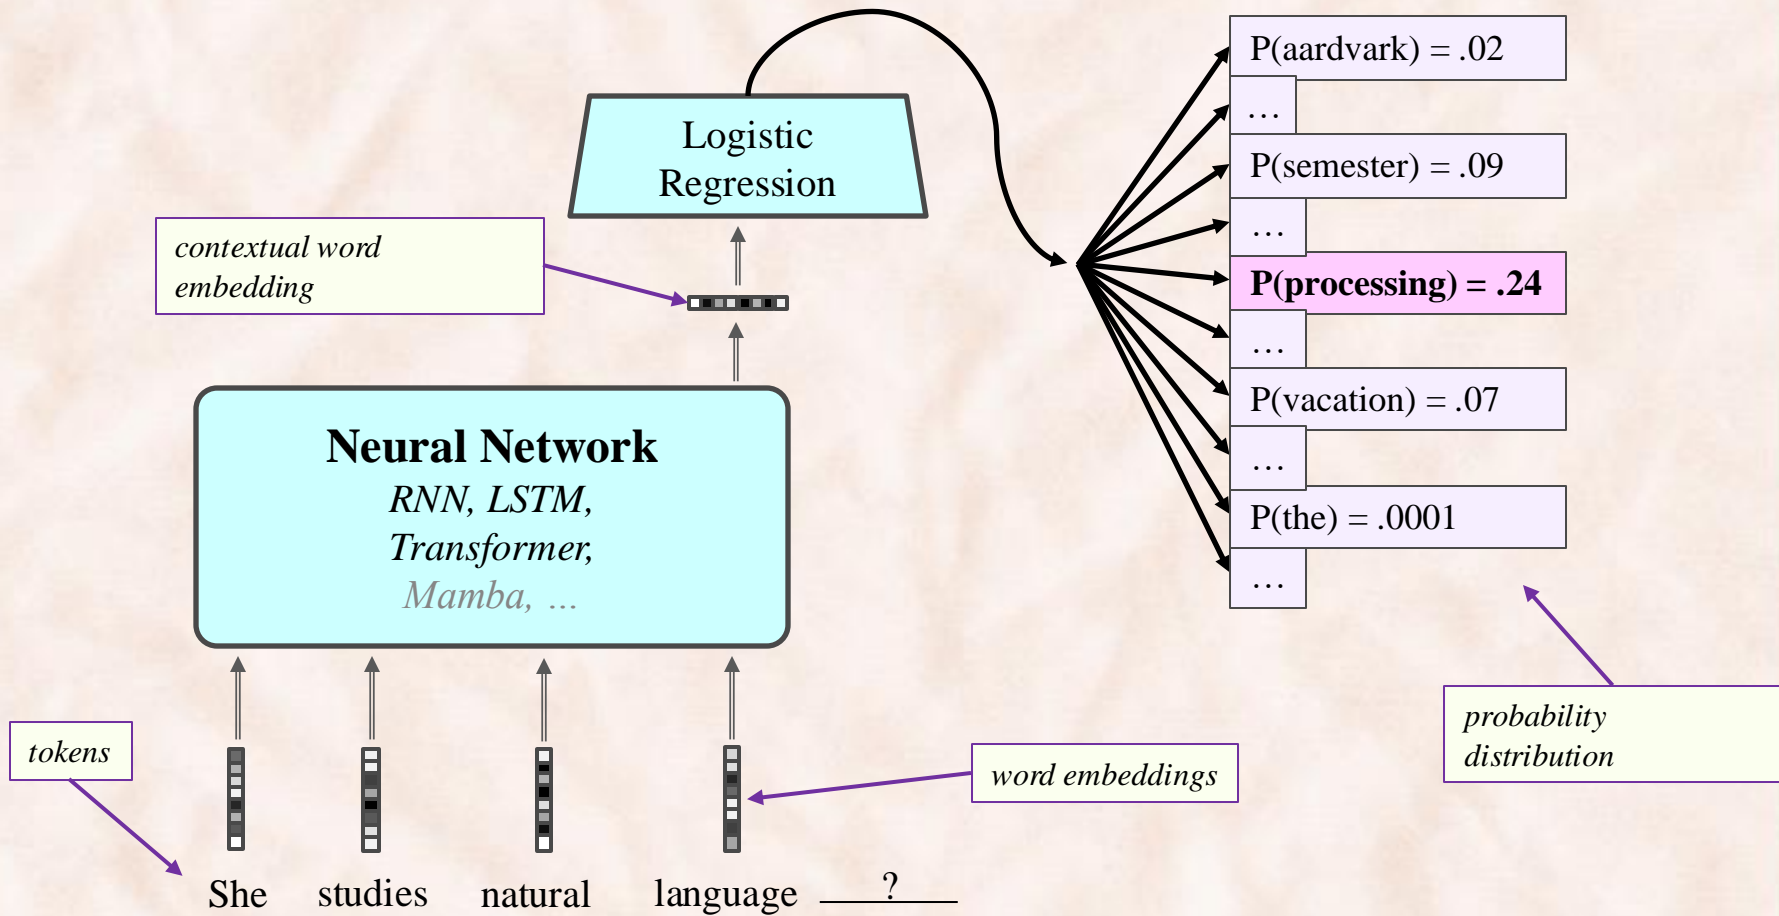 P(aardvark) = .02
…
P(semester) = .09
…
P(processing) = .24
…
P(vacation) = .07
…
P(the) = .0001
…
Logistic
Regression
contextual word
embedding
Neural Network
RNN, LSTM,
Transformer,
Mamba, …
probability
distribution
tokens
word embeddings
She studies natural language ?